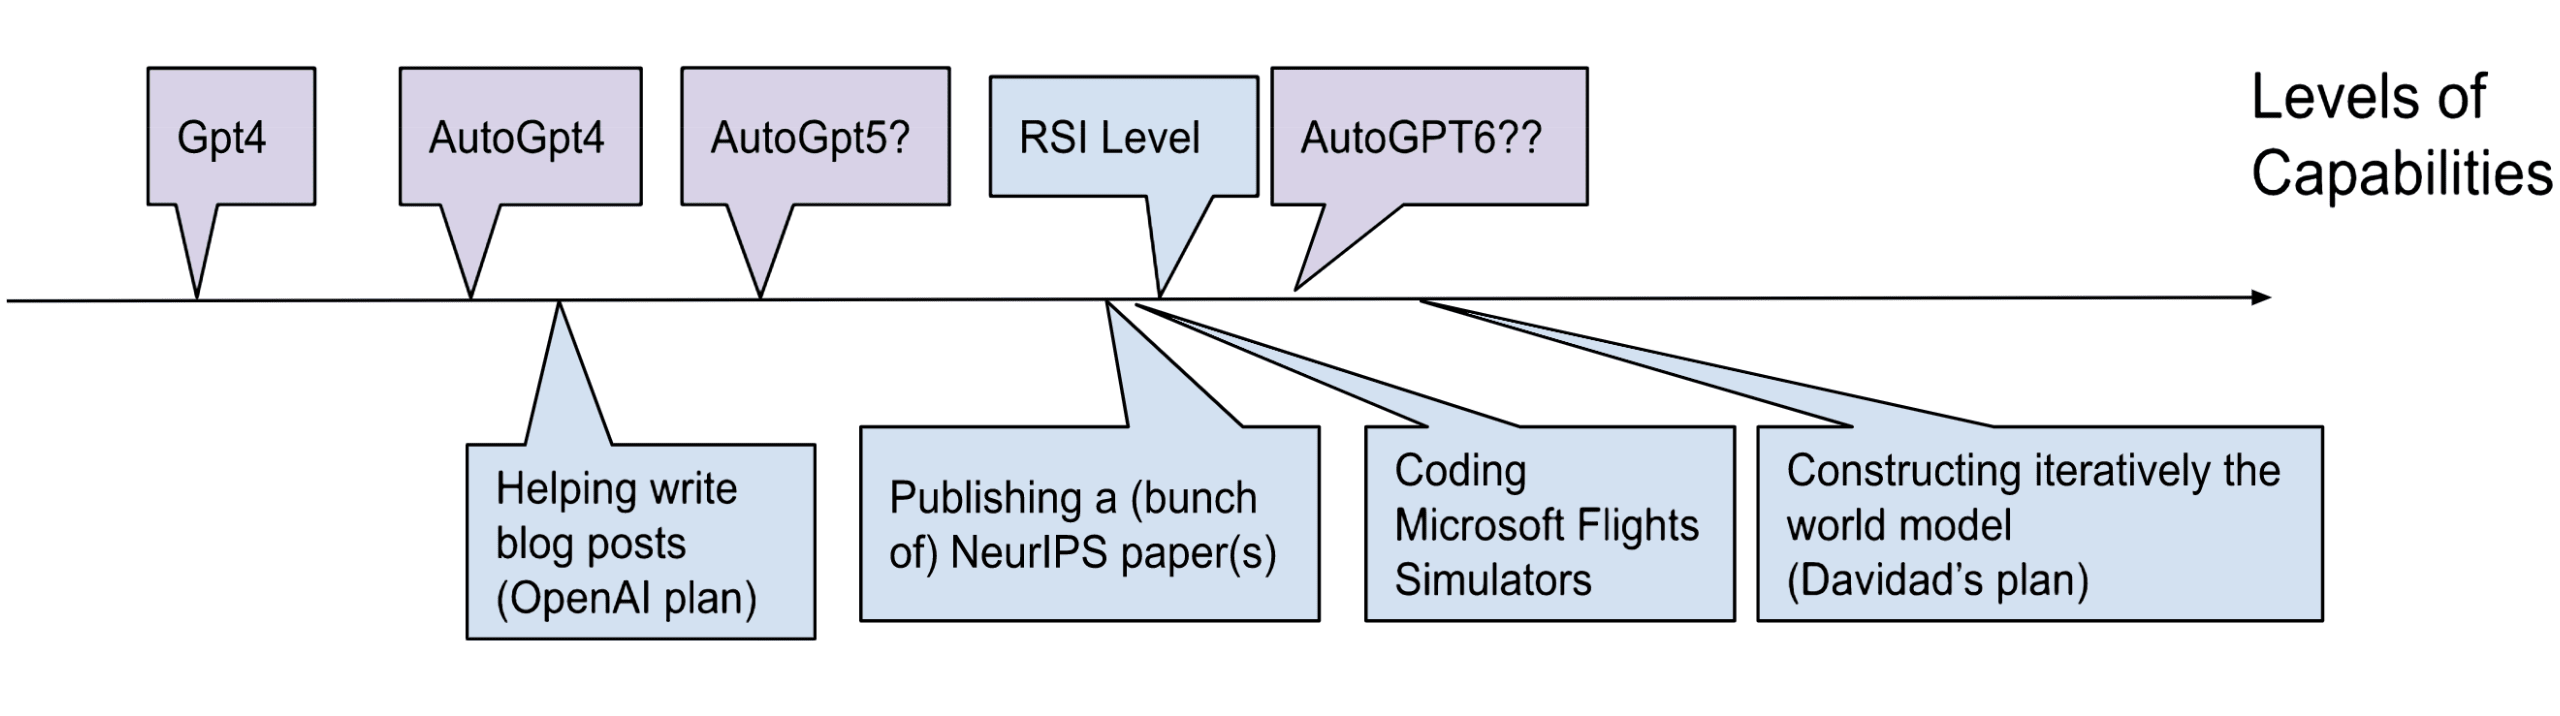 Gpt4
AutoGpt4
AutoGpt5?
RSI Level
AutoGPT6??
Levels of
Capabilities
Helping write
blog posts
(OpenAI plan)
Publishing a (bunch
of) NeurIPS paper(s)
Coding
Microsoft Flights
Simulators
Constructing iteratively the
world model
(Davidad’s plan)